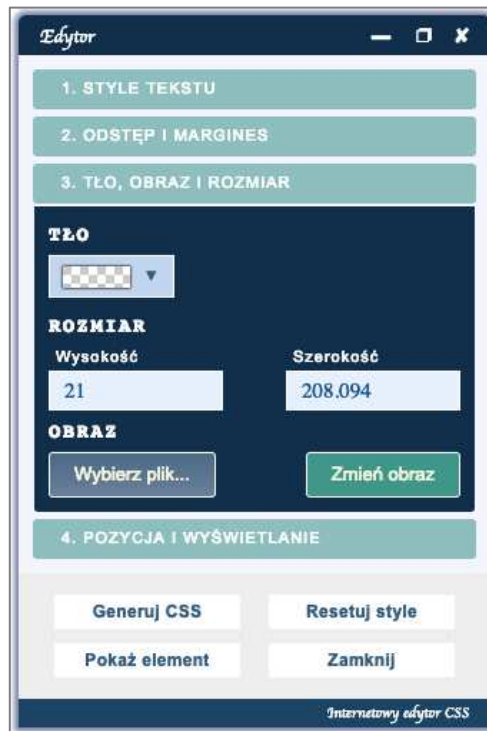 Edytor
1. STYLE TEKSTU
2. ODSTĘP I MARGINES
3. TŁO, OBRAZ I ROZMIAR
TŁO
ROZMIAR
Wysokość Szerokość
21 208.094
OBRAZ
Wybierz plik... Zmień obraz
4. POZYCJA I WYŚWIETLANIE
Generuj CSS Resetuj style
Pokaż element Zamknij
Internetowy edytor CSS